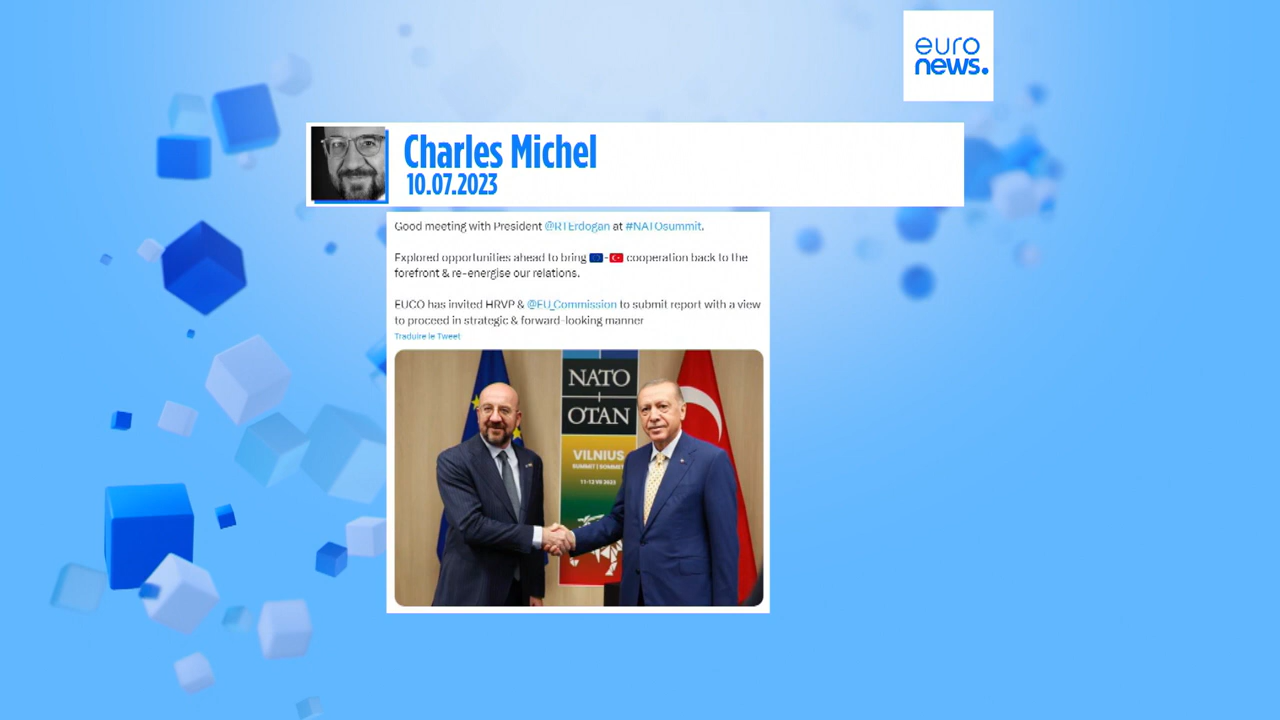 euro
news.
Charles Michel
10.07.2023
Good meeting with President @RTErdogan at #NATOsummit.
Explored opportunities ahead to bring 🇪🇺-🇹🇷 cooperation back to the
forefront & re-energise our relations.
EUCO has invited HRVP & @EU_Commission to submit report with a view
to proceed in strategic & forward-looking manner
Traduire le Tweet
NATO
OTAN
VILNIUS
SUMMIT | SOMMET
11-12 VII 2023